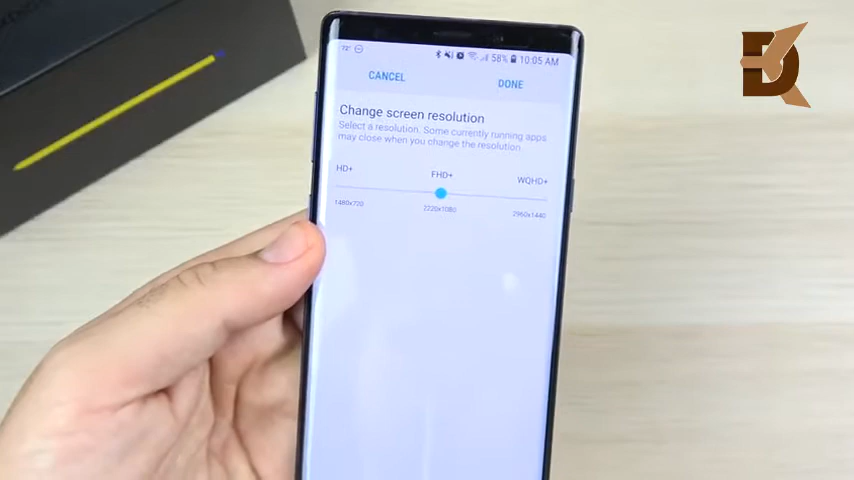 72°
58% 10:05 AM
CANCEL DONE
Change screen resolution
Select a resolution. Some currently running apps
may close when you change the resolution.
HD+ FHD+ WQHD+
1480x720 2220x1080 2960x1440